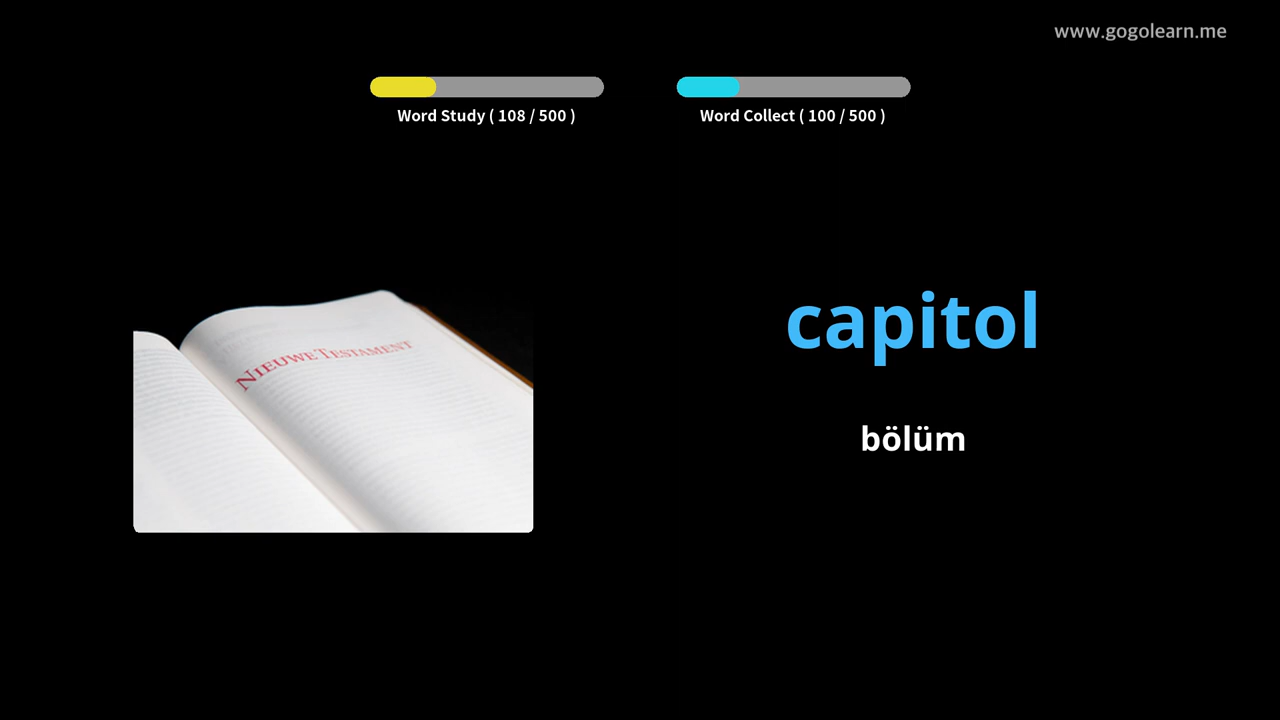 www.gogolearn.me
Word Study ( 108 / 500 )
Word Collect ( 100 / 500 )
NIEUWE TESTAMENT
capitol
bölüm